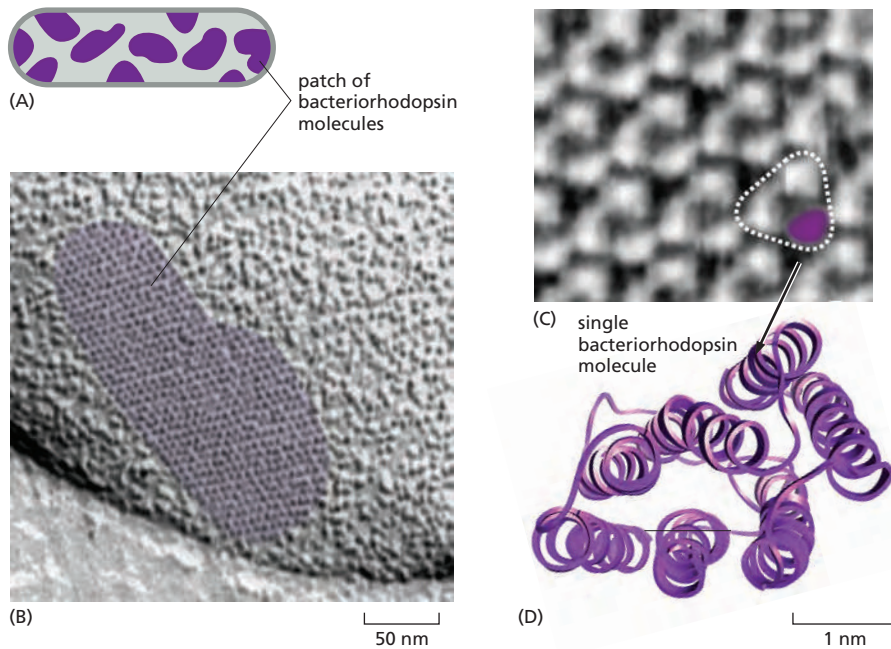 (A)
patch of
bacteriorhodopsin
molecules
(B)
50 nm
(C)
single
bacteriorhodopsin
molecule
(D)
1 nm